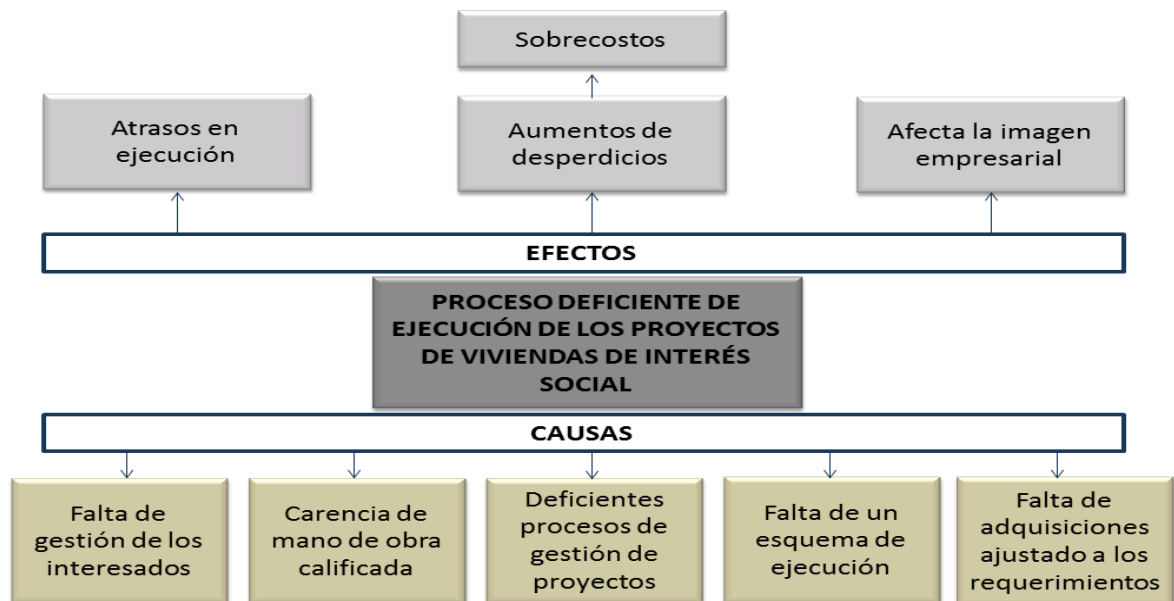 Sobrecostos
Atrasos en
ejecución
Aumentos de
desperdicios
Afecta la imagen
empresarial
EFECTOS
PROCESO DEFICIENTE DE
EJECUCIÓN DE LOS PROYECTOS
DE VIVIENDAS DE INTERÉS
SOCIAL
CAUSAS
Falta de
gestión de los
interesados
Carencia de
mano de obra
calificada
Deficientes
procesos de
gestión de
proyectos
Falta de un
esquema de
ejecución
Falta de
adquisiciones
ajustado a los
requerimientos